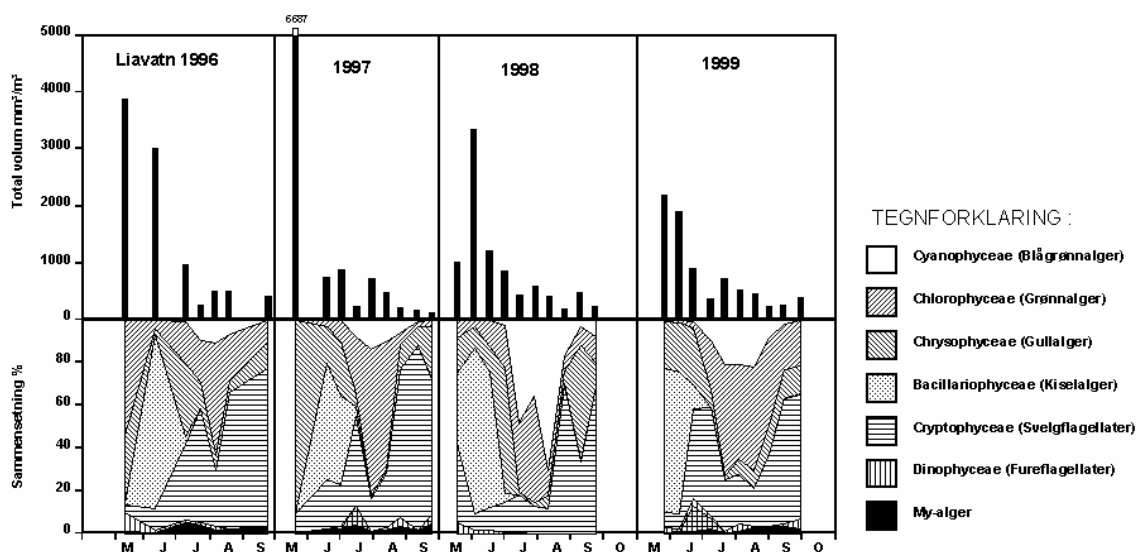 6687
5000
4000
3000
2000
1000
0
Total volum mm³/m³
Liavatn 1996
1997
1998
1999
80
60
40
20
0
Sammensetning %
M J J A S M J J A S M J J A S O M J J A S O
TEGNFORKLARING :
Cyanophyceae (Blågrønnalger)
Chlorophyceae (Grønnalger)
Chrysophyceae (Gullalger)
Bacillariophyceae (Kiselalger)
Cryptophyceae (Svelgflagellater)
Dinophyceae (Fureflagellater)
My-alger